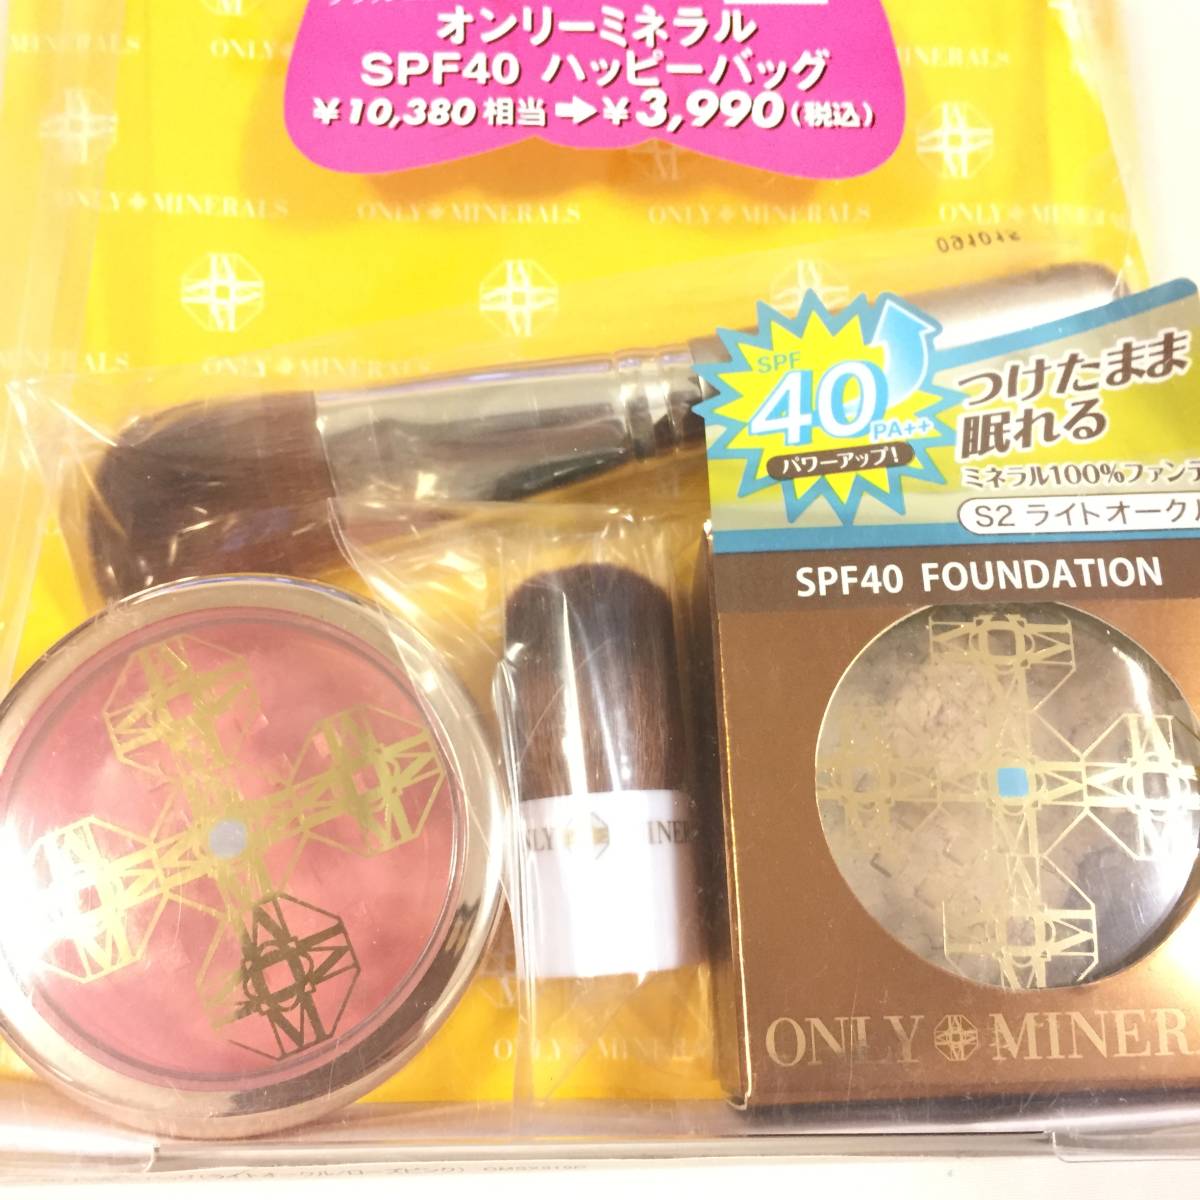 オンリーミネラル
SPF40 ハッピーバッグ
¥10,380 相当 ➡ ¥3,990 (税込)
MINERALS
ONLY MINERALS
ONLY MINERALS
ONLY MINERALS
ONLY MINERALS
ONLY
ONLY MINERALS
SPF
40
PA++
パワーアップ!
つけたまま
眠れる
ミネラル100%ファンデ
S2 ライトオークル
SPF40 FOUNDATION
ONLY MINER